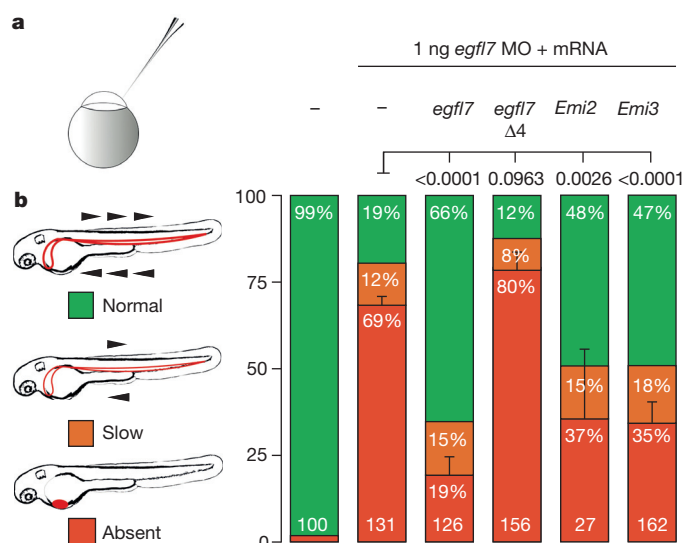 a
1 ng egfl7 MO + mRNA
– – egfl7 egfl7 Δ4 Emi2 Emi3
<0.0001 0.0963 0.0026 <0.0001
b
100
75
50
25
0
99% 19% 66% 12% 48% 47%
12% 8%
69% 80%
15% 15% 18%
19% 37% 35%
100 131 126 156 27 162
Normal
Slow
Absent